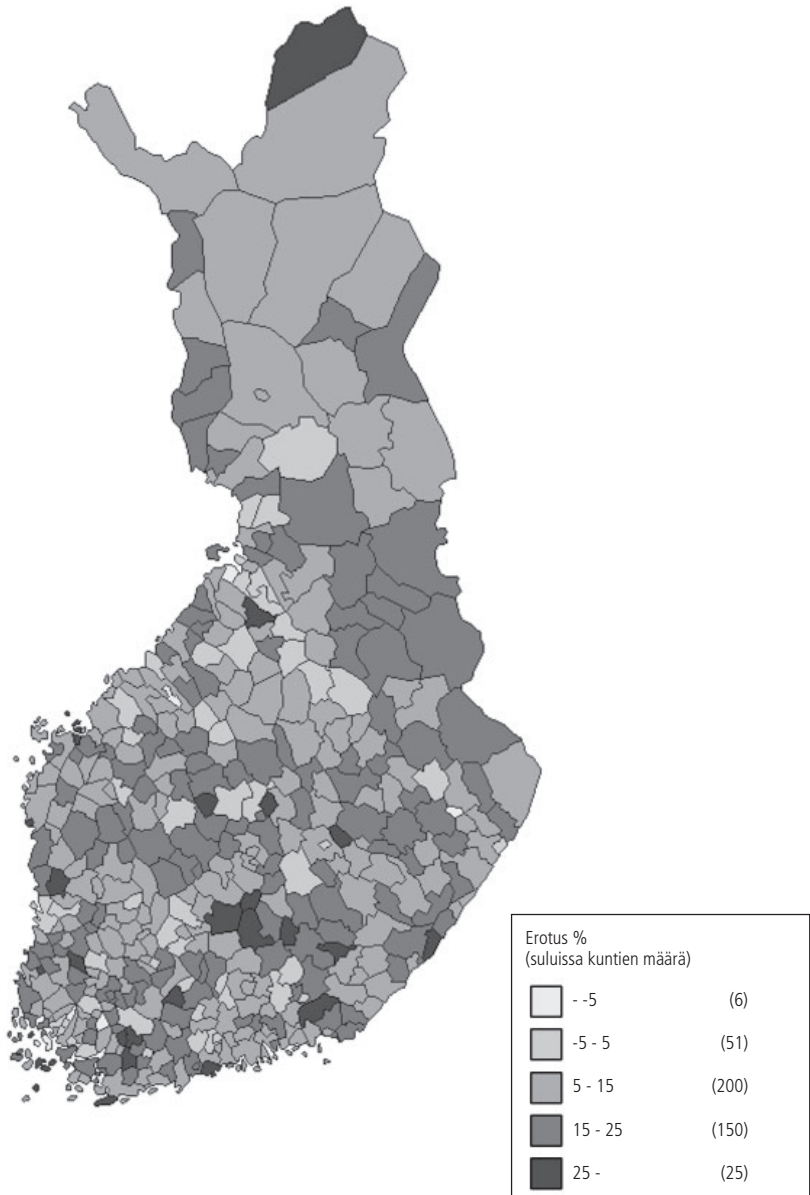 Erotus %
(suluissa kuntien määrä)
- -5 (6)
-5 - 5 (51)
5 - 15 (200)
15 - 25 (150)
25 - (25)